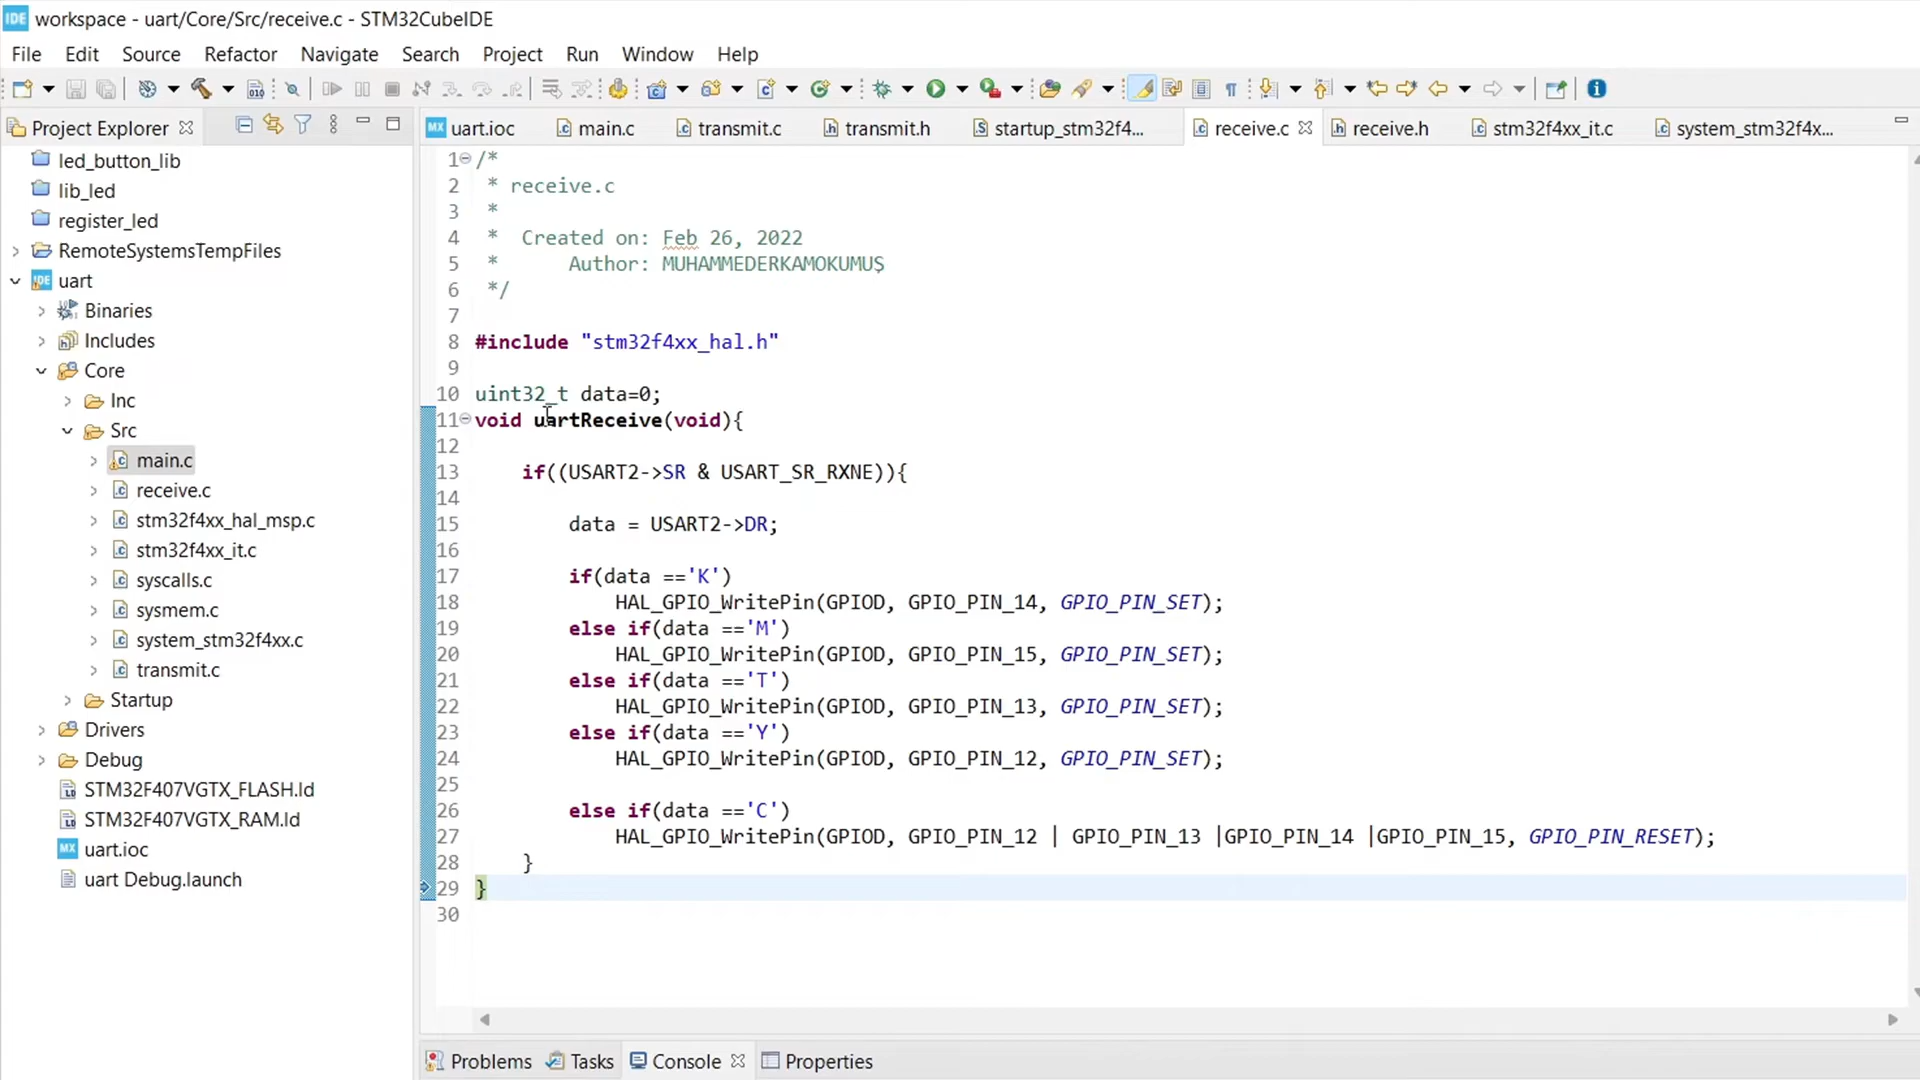 workspace - uart/Core/Src/receive.c - STM32CubeIDE
File Edit Source Refactor Navigate Search Project Run Window Help
Project Explorer
uart.ioc main.c transmit.c transmit.h startup_stm32f4... receive.c receive.h stm32f4xx_it.c system_stm32f4x...
led_button_lib
lib_led
register_led
RemoteSystemsTempFiles
uart
Binaries
Includes
Core
Inc
Src
main.c
receive.c
stm32f4xx_hal_msp.c
stm32f4xx_it.c
syscalls.c
sysmem.c
system_stm32f4xx.c
transmit.c
Startup
Drivers
Debug
STM32F407VGTX_FLASH.ld
STM32F407VGTX_RAM.ld
uart.ioc
uart Debug.launch
1 /*
2 * receive.c
3 *
4 * Created on: Feb 26, 2022
5 * Author: MUHAMMEDERKAMOKUMUŞ
6 */
7
8 #include "stm32f4xx_hal.h"
9
10 uint32_t data=0;
11 void uartReceive(void){
12
13 if((USART2->SR & USART_SR_RXNE)){
14
15 data = USART2->DR;
16
17 if(data =='K')
18 HAL_GPIO_WritePin(GPIOD, GPIO_PIN_14, GPIO_PIN_SET);
19 else if(data =='M')
20 HAL_GPIO_WritePin(GPIOD, GPIO_PIN_15, GPIO_PIN_SET);
21 else if(data =='T')
22 HAL_GPIO_WritePin(GPIOD, GPIO_PIN_13, GPIO_PIN_SET);
23 else if(data =='Y')
24 HAL_GPIO_WritePin(GPIOD, GPIO_PIN_12, GPIO_PIN_SET);
25
26 else if(data =='C')
27 HAL_GPIO_WritePin(GPIOD, GPIO_PIN_12 | GPIO_PIN_13 |GPIO_PIN_14 |GPIO_PIN_15, GPIO_PIN_RESET);
28 }
29 }
30
Problems Tasks Console Properties